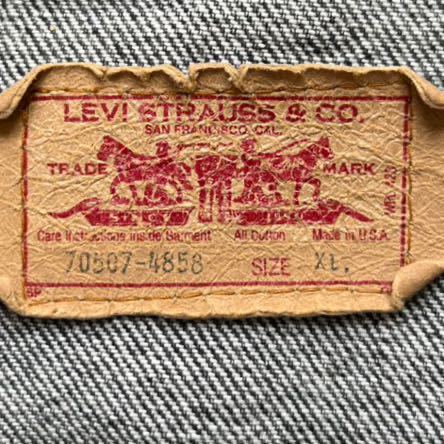 LEVI STRAUSS & CO.
SAN FRANCISCO, CAL.
TRADE MARK
Care Instructions Inside Garment All Cotton Made in U.S.A.
70507-4858 SIZE XL.